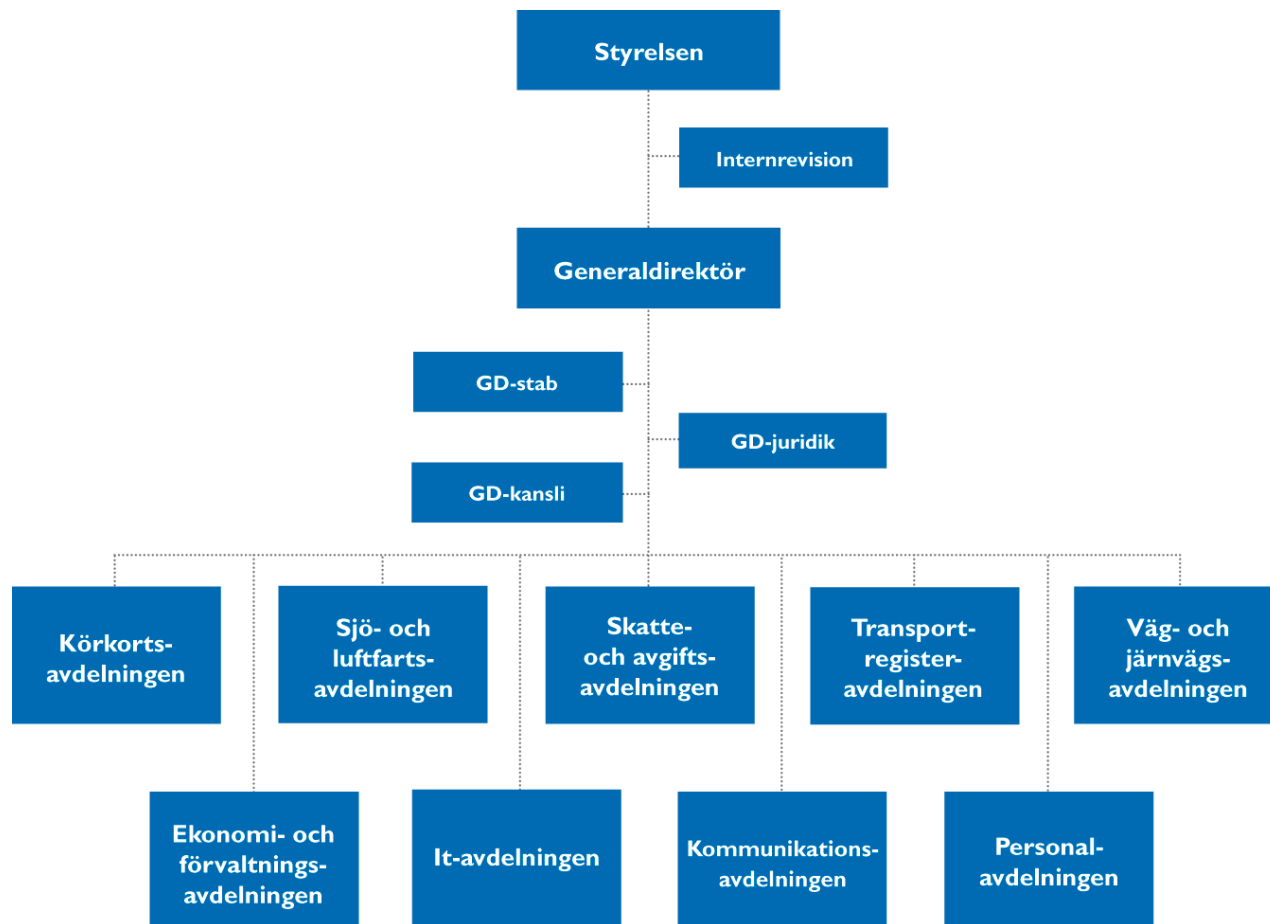 Styrelsen
Internrevision
Generaldirektör
GD-stab
GD-juridik
GD-kansli
Körkorts-
avdelningen
Sjö- och
luftfarts-
avdelningen
Skatte-
och avgifts-
avdelningen
Transport-
register-
avdelningen
Väg- och
järnvägs-
avdelningen
Ekonomi- och
förvaltnings-
avdelningen
It-avdelningen
Kommunikations-
avdelningen
Personal-
avdelningen